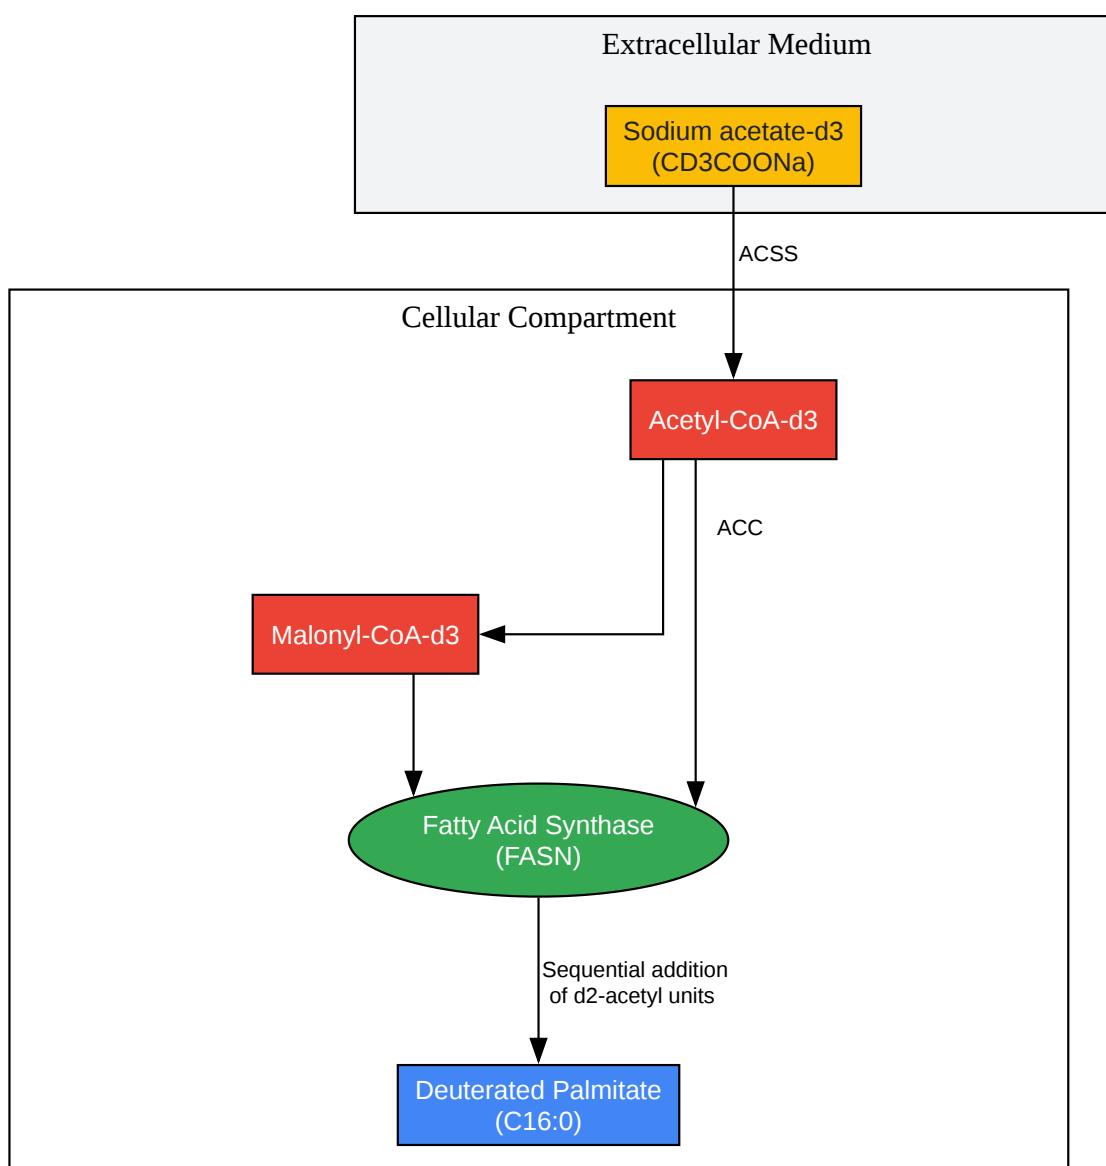 Extracellular Medium
Sodium acetate-d3
(CD3COONa)
ACSS
Cellular Compartment
Acetyl-CoA-d3
ACC
Malonyl-CoA-d3
Fatty Acid Synthase
(FASN)
Sequential addition
of d2-acetyl units
Deuterated Palmitate
(C16:0)